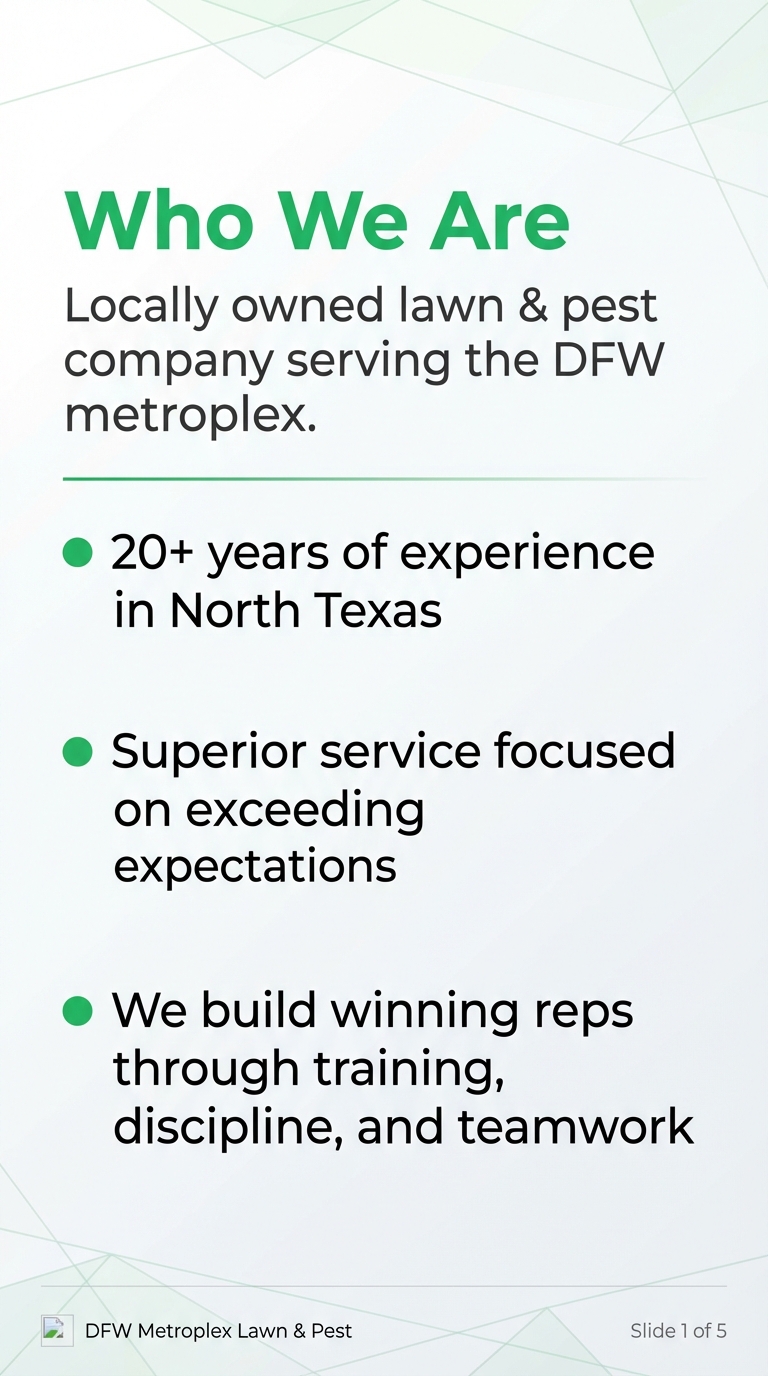 Who We Are
Locally owned lawn & pest
company serving the DFW
metroplex.
20+ years of experience
in North Texas
Superior service focused
on exceeding
expectations
We build winning reps
through training,
discipline, and teamwork
DFW Metroplex Lawn & Pest
Slide 1 of 5